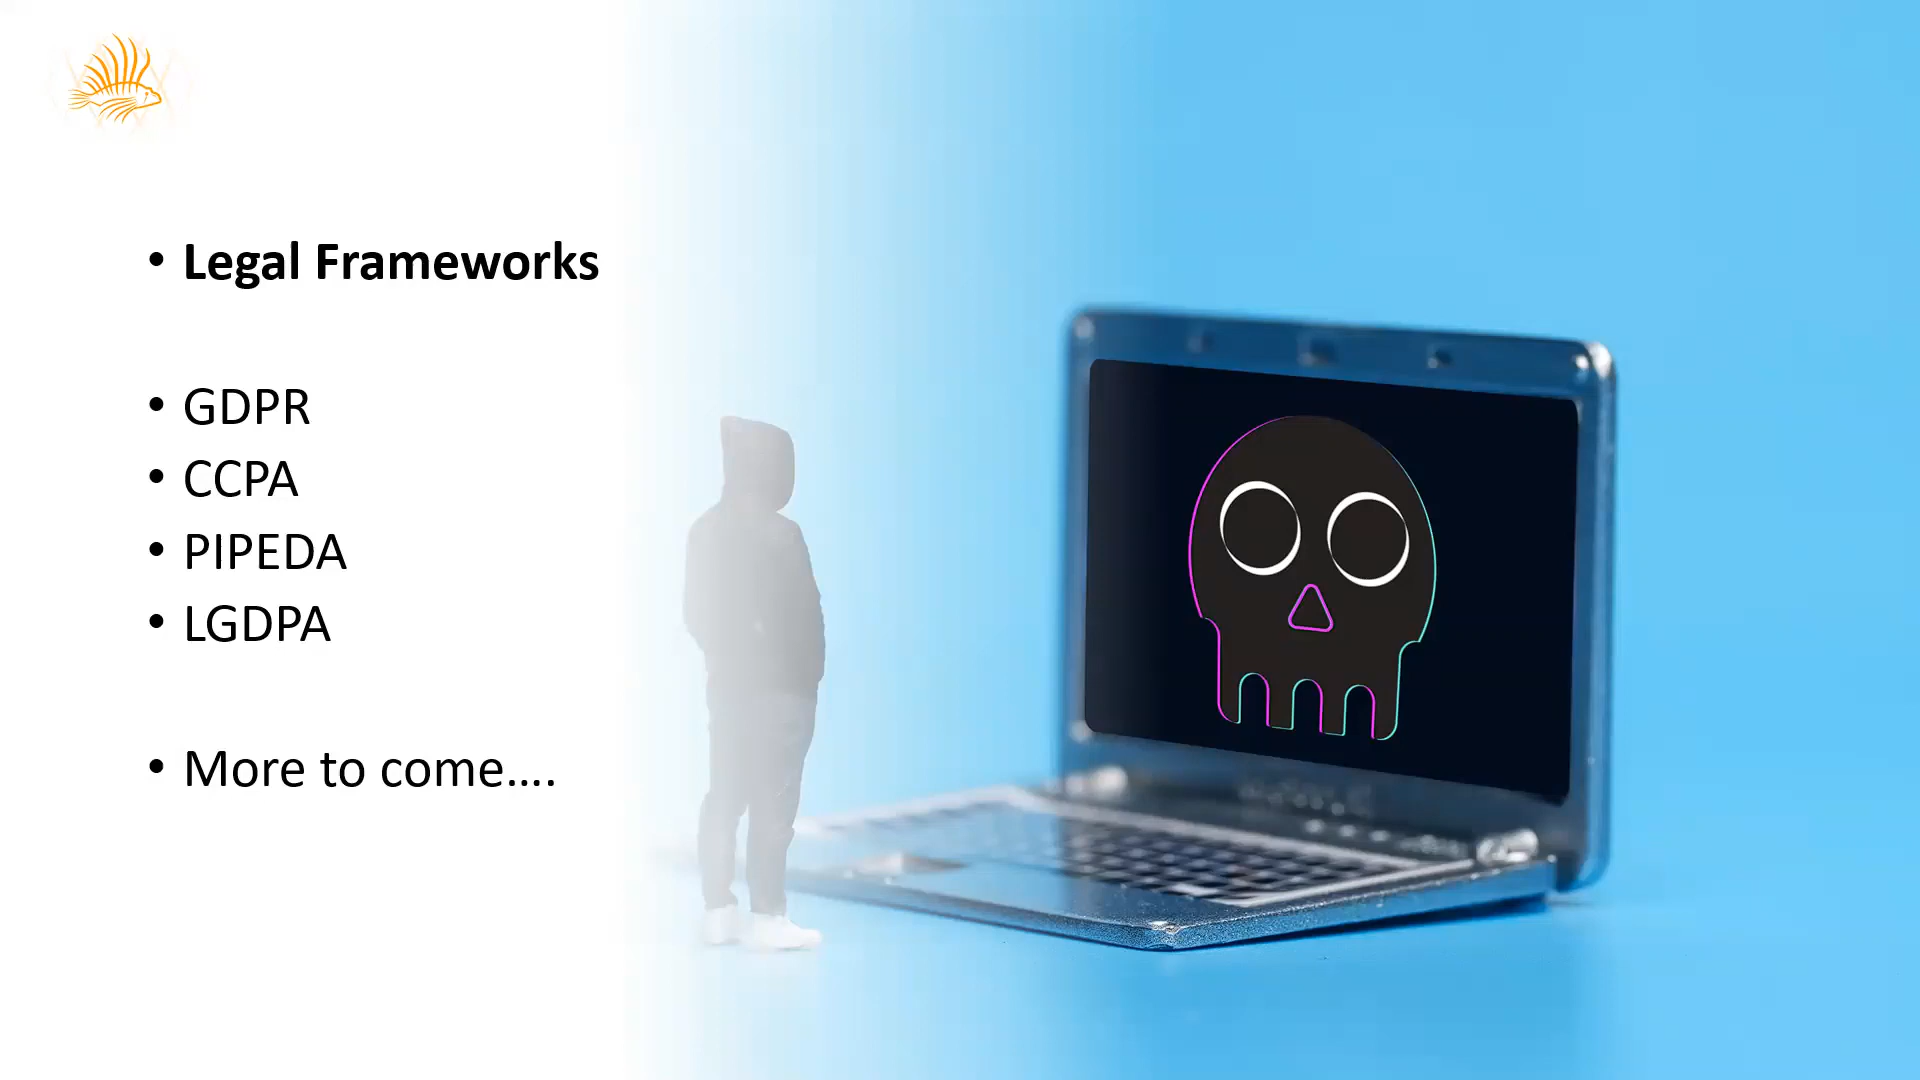 • Legal Frameworks
• GDPR
• CCPA
• PIPEDA
• LGDPA
• More to come....